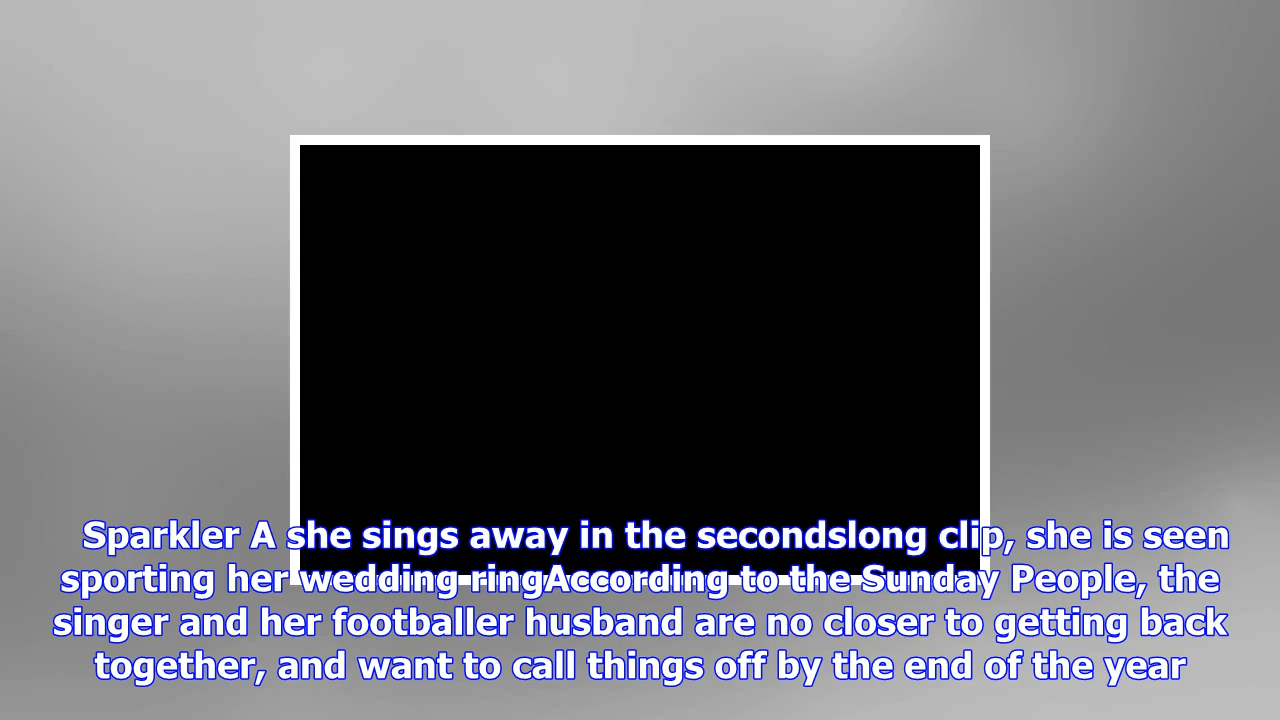 Sparkler A she sings away in the secondslong clip, she is seen
sporting her wedding ringAccording to the Sunday People, the
singer and her footballer husband are no closer to getting back
together, and want to call things off by the end of the year